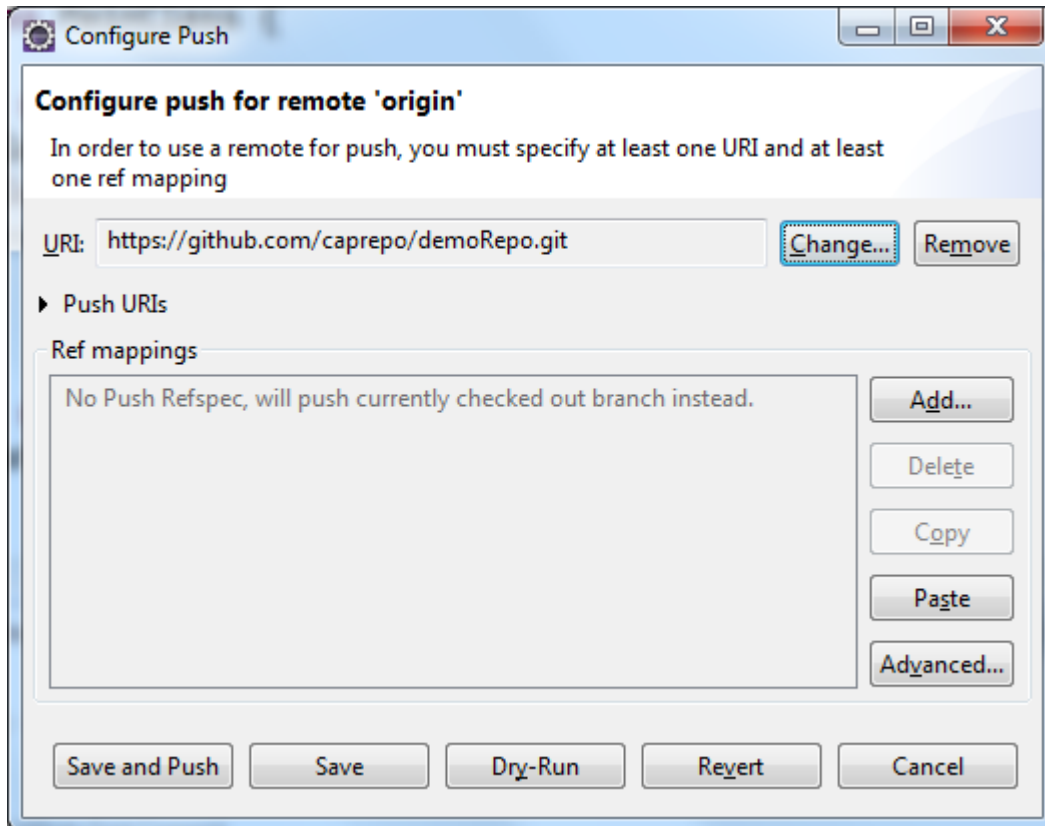 Configure Push
Configure push for remote 'origin'
In order to use a remote for push, you must specify at least one URI and at least
one ref mapping
URI: https://github.com/caprepo/demoRepo.git Change... Remove
Push URIs
Ref mappings
No Push Refspec, will push currently checked out branch instead.
Add...
Delete
Copy
Paste
Advanced...
Save and Push Save Dry-Run Revert Cancel